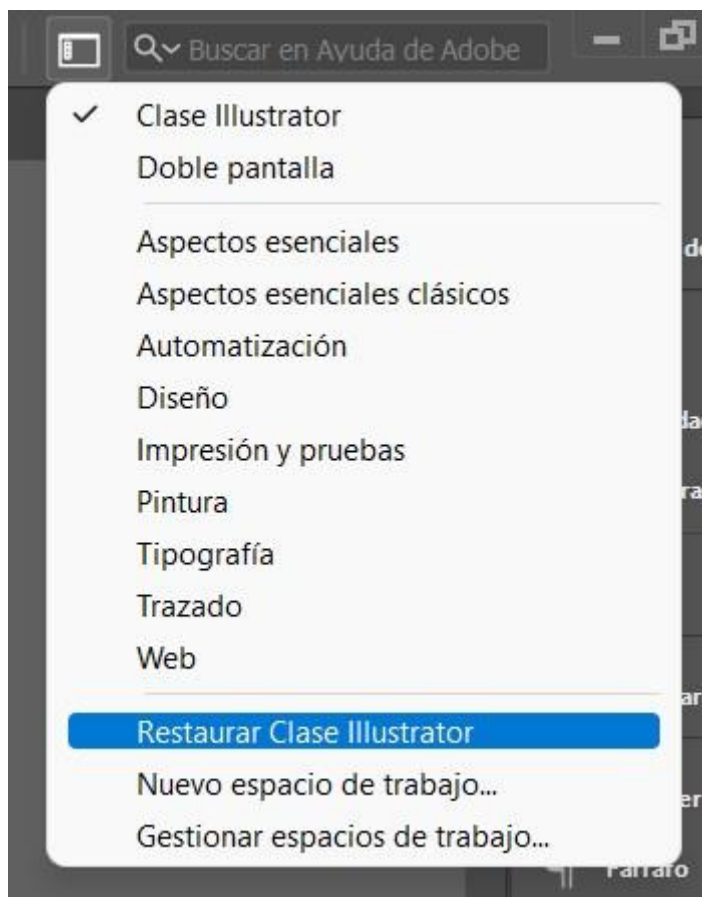 Buscar en Ayuda de Adobe
Clase Illustrator
Doble pantalla
Aspectos esenciales
Aspectos esenciales clásicos
Automatización
Diseño
Impresión y pruebas
Pintura
Tipografía
Trazado
Web
Restaurar Clase Illustrator
Nuevo espacio de trabajo...
Gestionar espacios de trabajo...